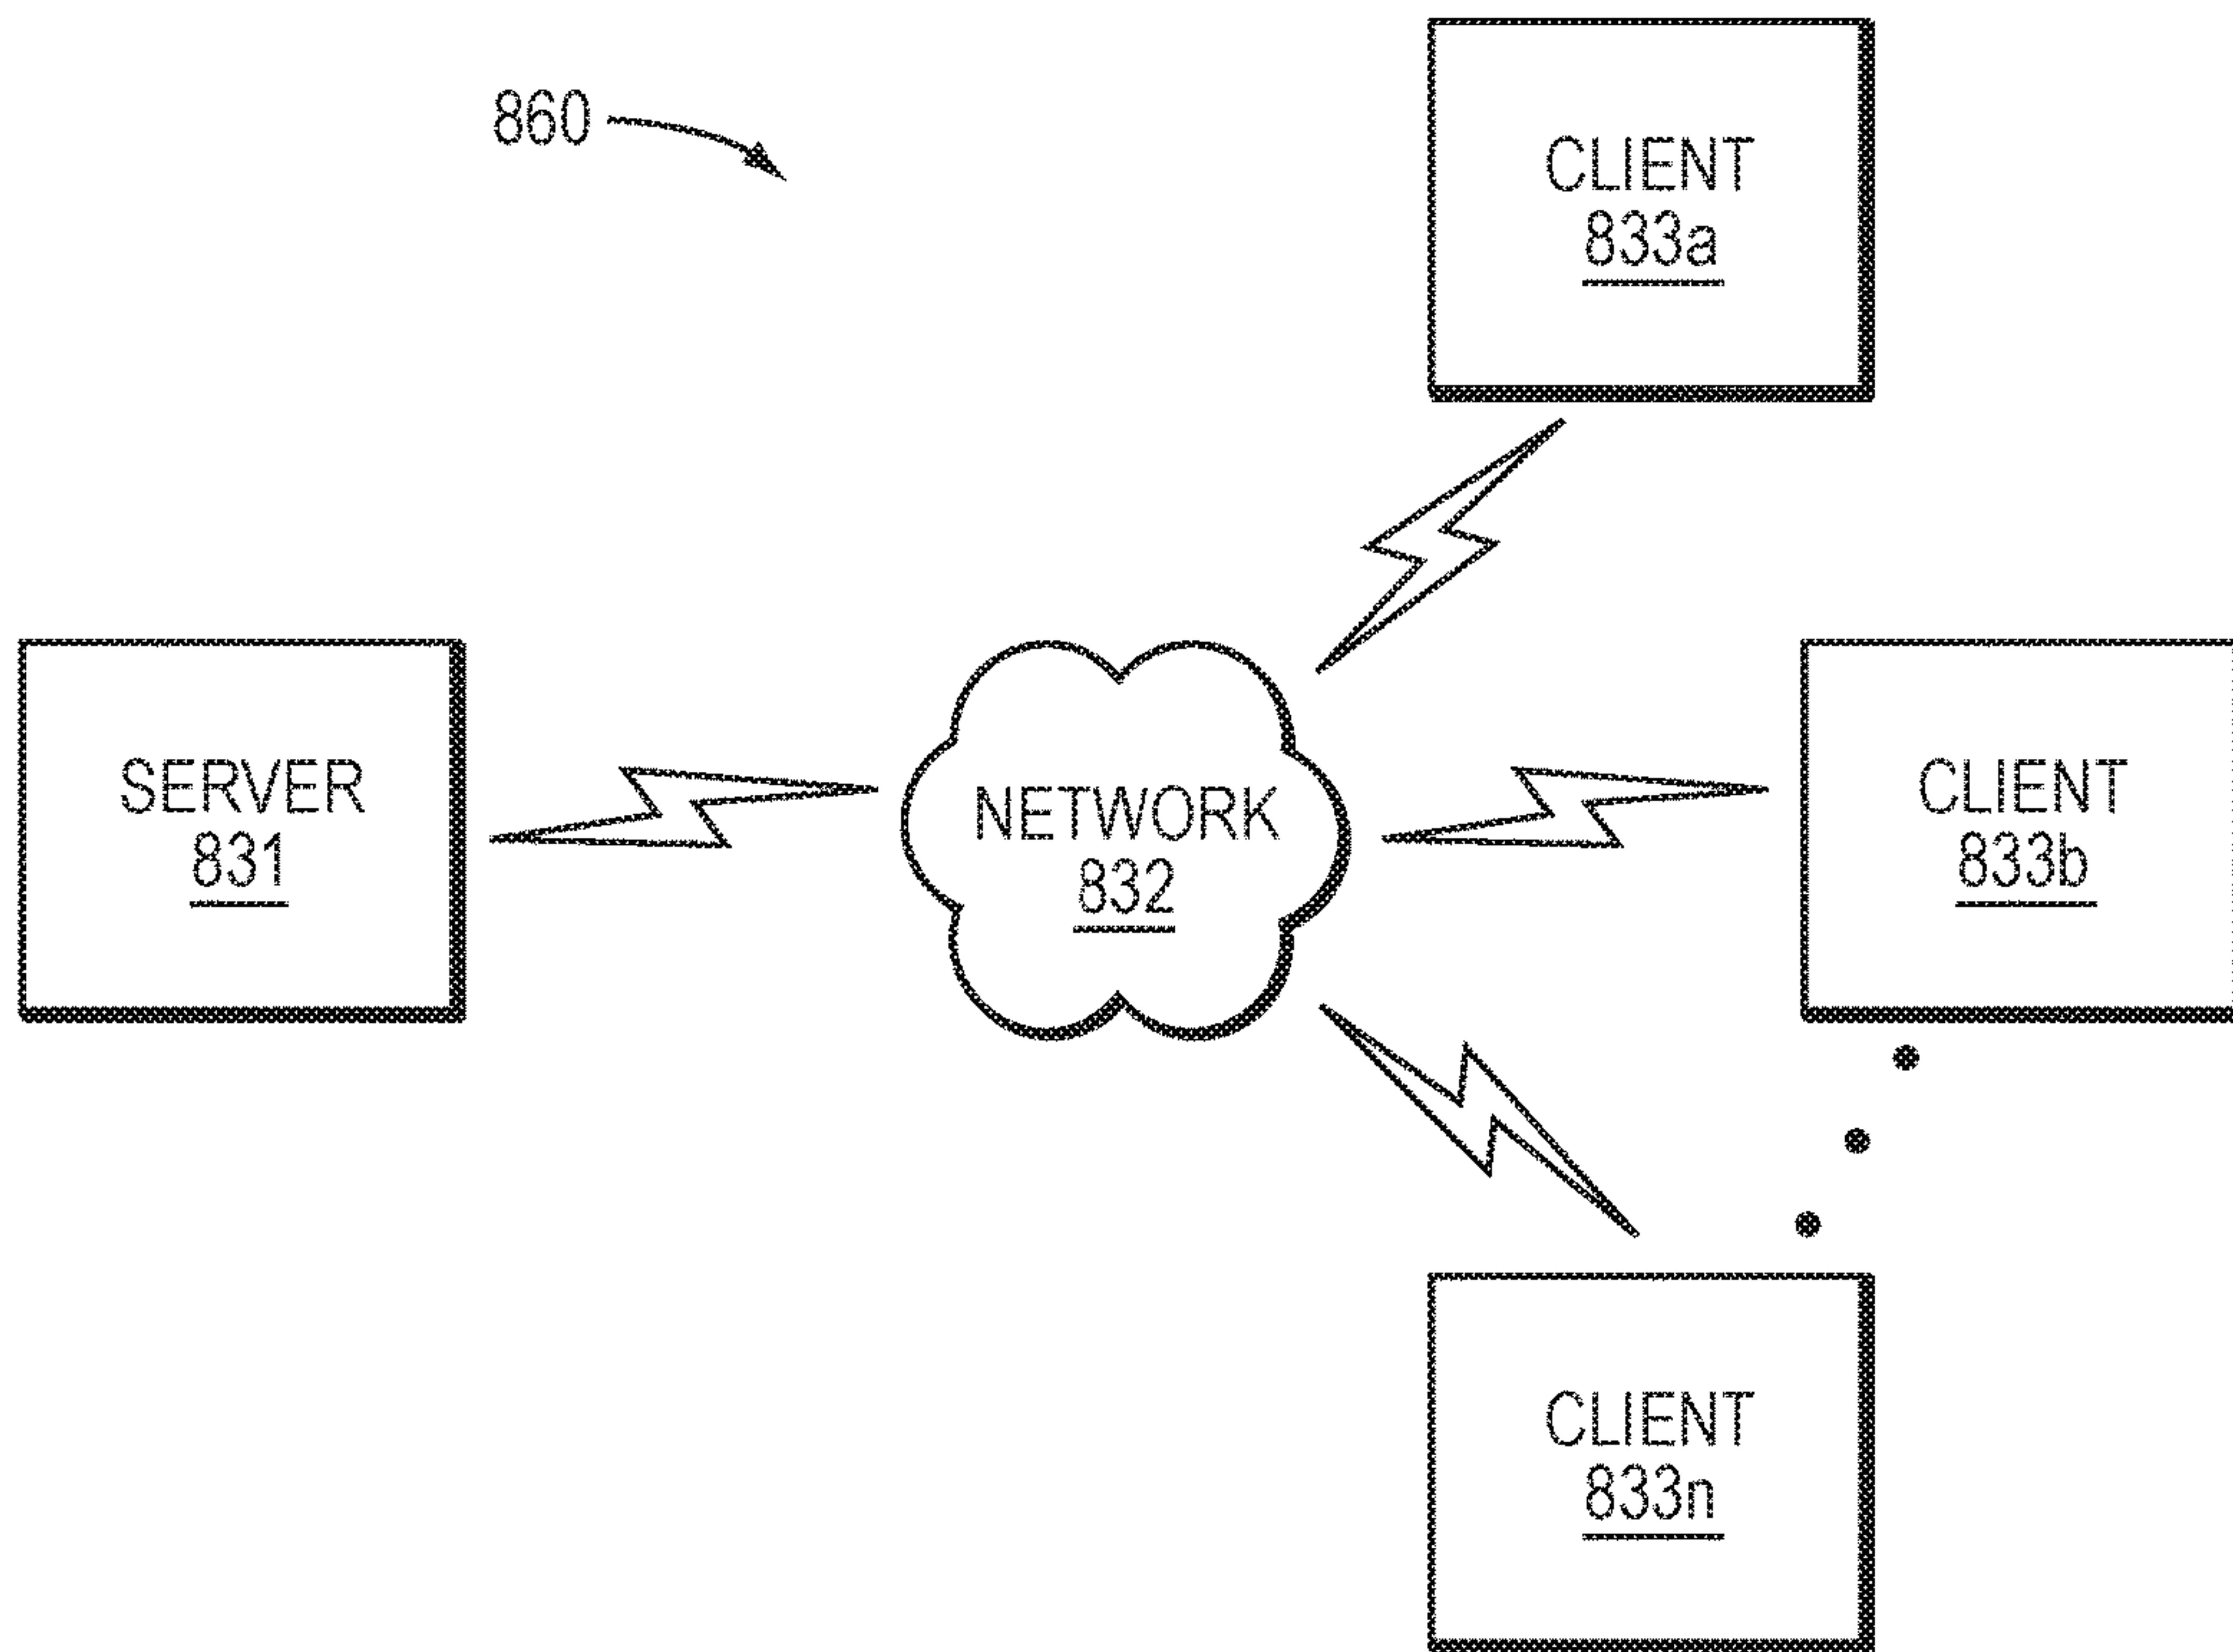 860
CLIENT
833a
SERVER
831
NETWORK
832
CLIENT
833b
CLIENT
833n